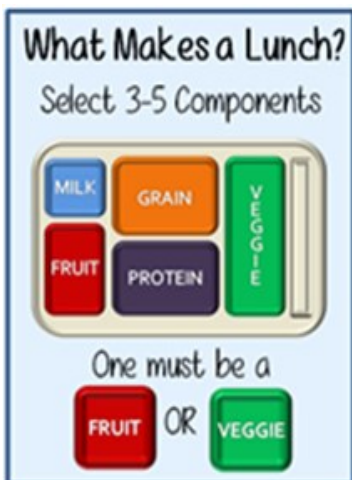 What Makes a Lunch?
Select 3-5 Components
MILK
GRAIN
VEGGIE
FRUIT
PROTEIN
One must be a
FRUIT OR VEGGIE